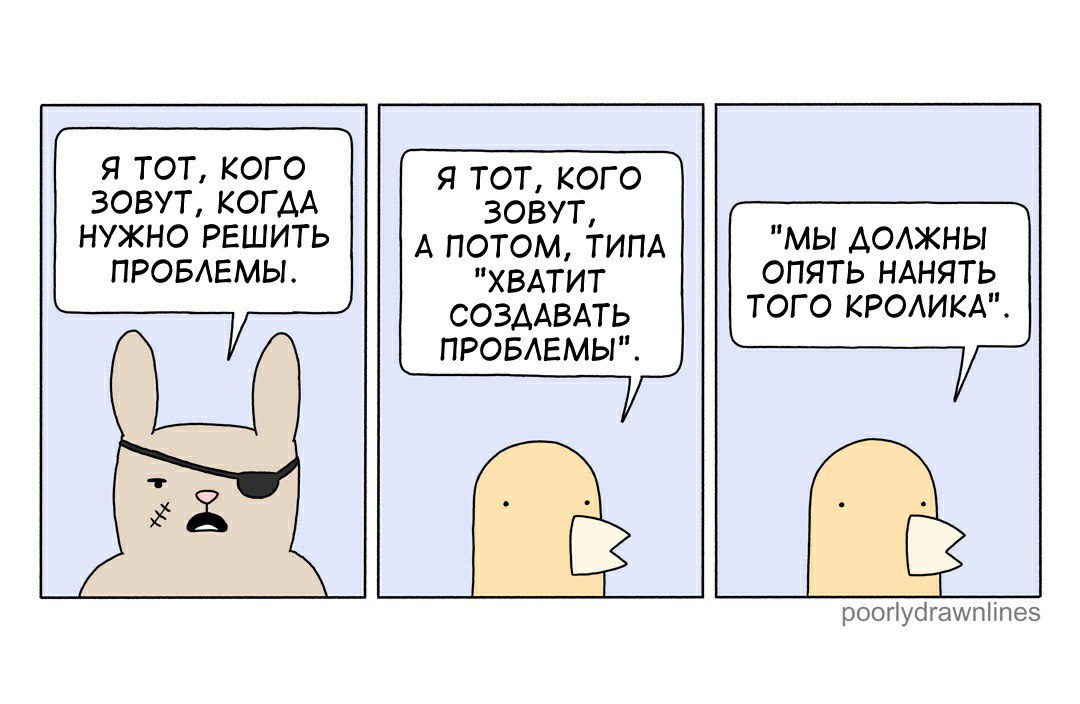 Я ТОТ, КОГО
ЗОВУТ, КОГДА
НУЖНО РЕШИТЬ
ПРОБЛЕМЫ.
Я ТОТ, КОГО
ЗОВУТ,
А ПОТОМ, ТИПА
"ХВАТИТ
СОЗДАВАТЬ
ПРОБЛЕМЫ".
"МЫ ДОЛЖНЫ
ОПЯТЬ НАНЯТЬ
ТОГО КРОЛИКА".
poorlydrawnlines